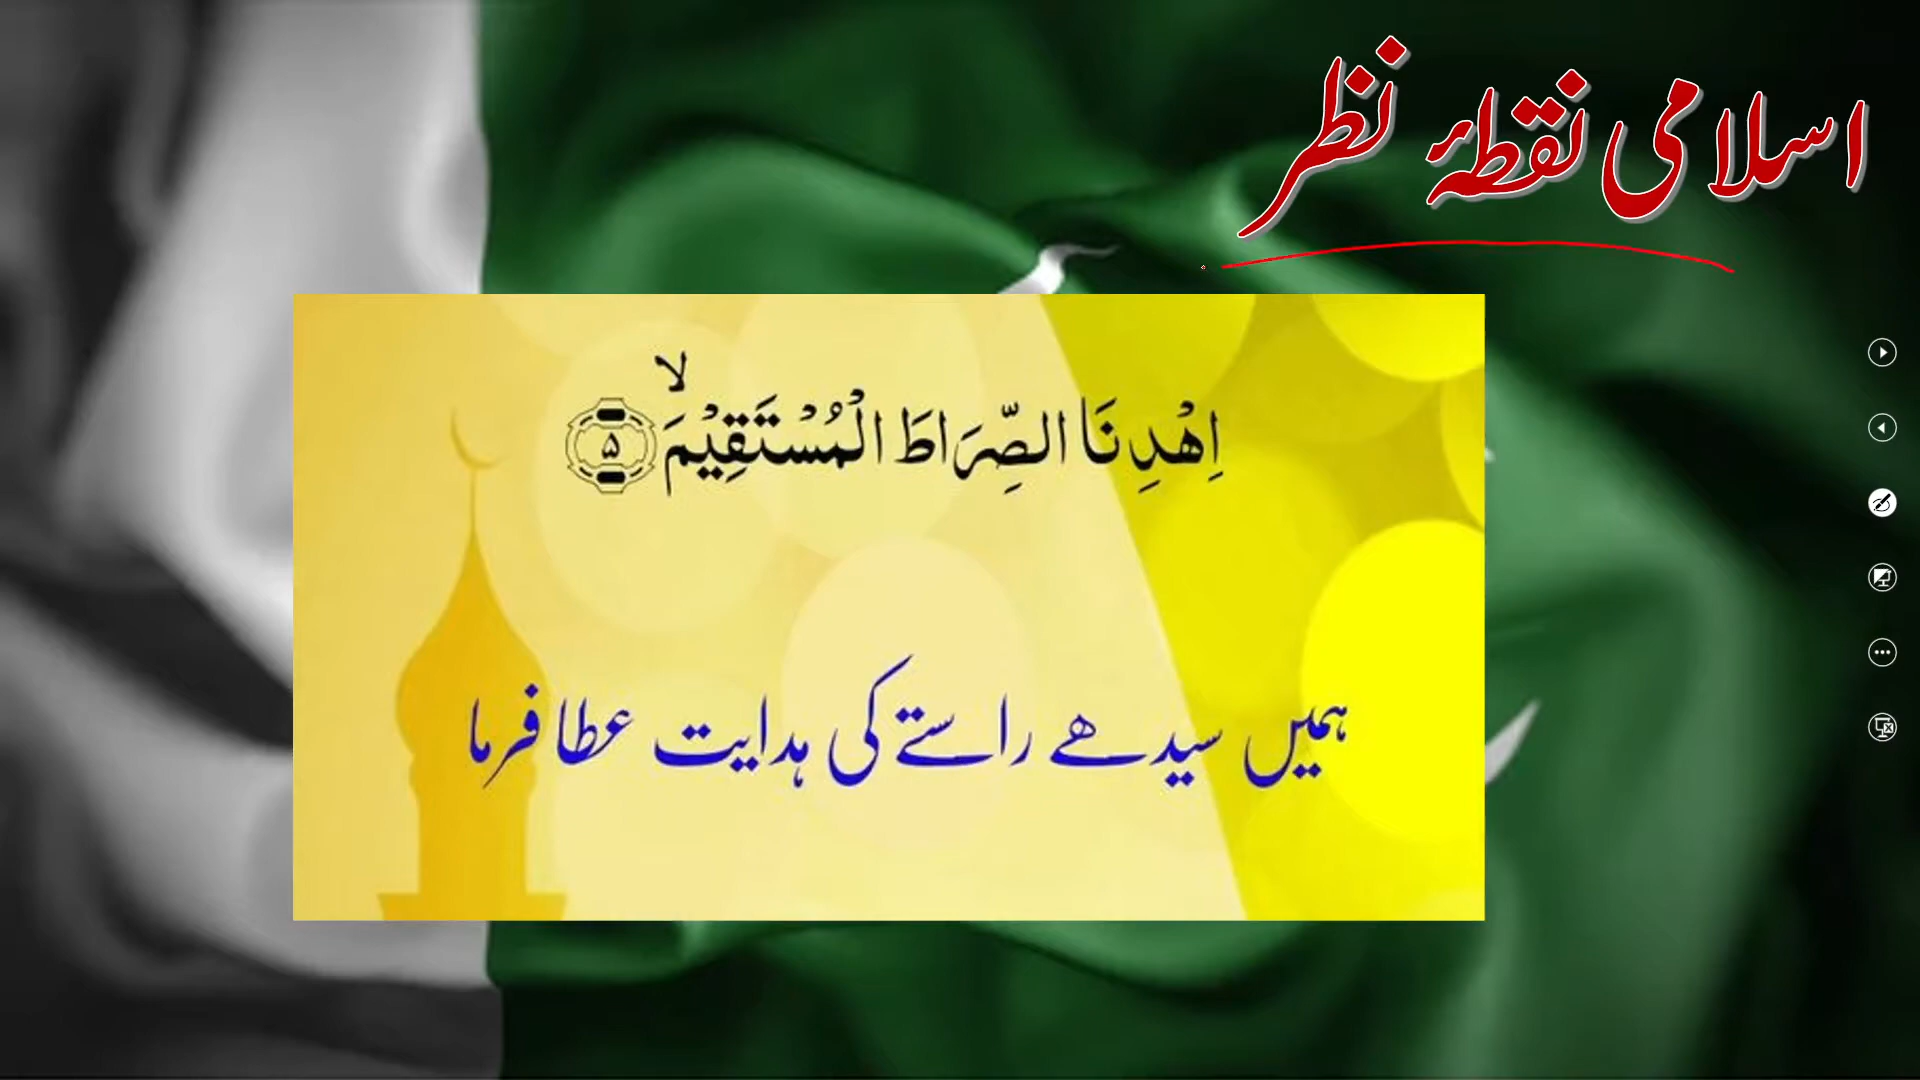 اسلامی نقطۂ نظر
اِهْدِنَا الصِّرَاطَ الْمُسْتَقِيْمَ ۙ ۵
ہمیں سیدھے راستے کی ہدایت عطا فرما